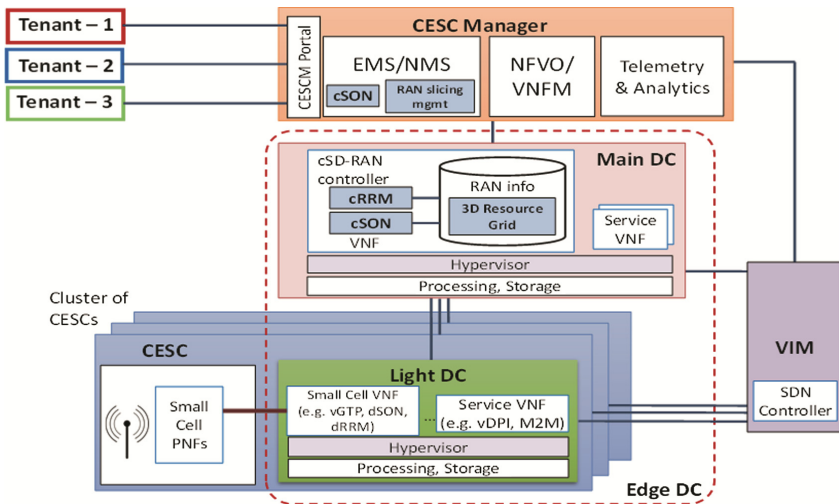 Tenant – 1
Tenant – 2
Tenant – 3
CESC Manager
CESCM Portal
EMS/NMS
cSON
RAN slicing
mgmt
NFVO/
VNFM
Telemetry
& Analytics
Main DC
cSD-RAN
controller
cRRM
cSON
VNF
RAN info
3D Resource
Grid
Service
VNF
Hypervisor
Processing, Storage
Cluster of
CESCs
CESC
Small
Cell
PNFs
Light DC
Small Cell VNF
(e.g. vGTP, dSON,
dRRM)
...
Service VNF
(e.g. vDPI, M2M)
Hypervisor
Processing, Storage
Edge DC
VIM
SDN
Controller